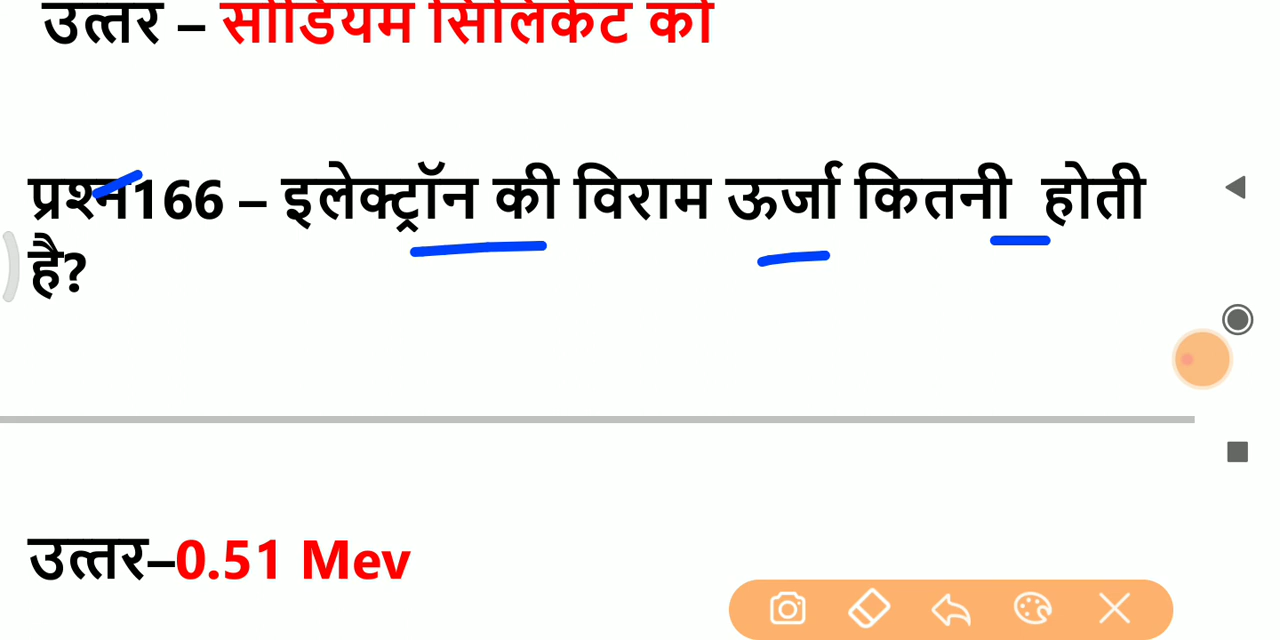 उत्तर – सोडियम सिलिकेट को
प्रश्न166 – इलेक्ट्रॉन की विराम ऊर्जा कितनी होती
है?
उत्तर–0.51 Mev